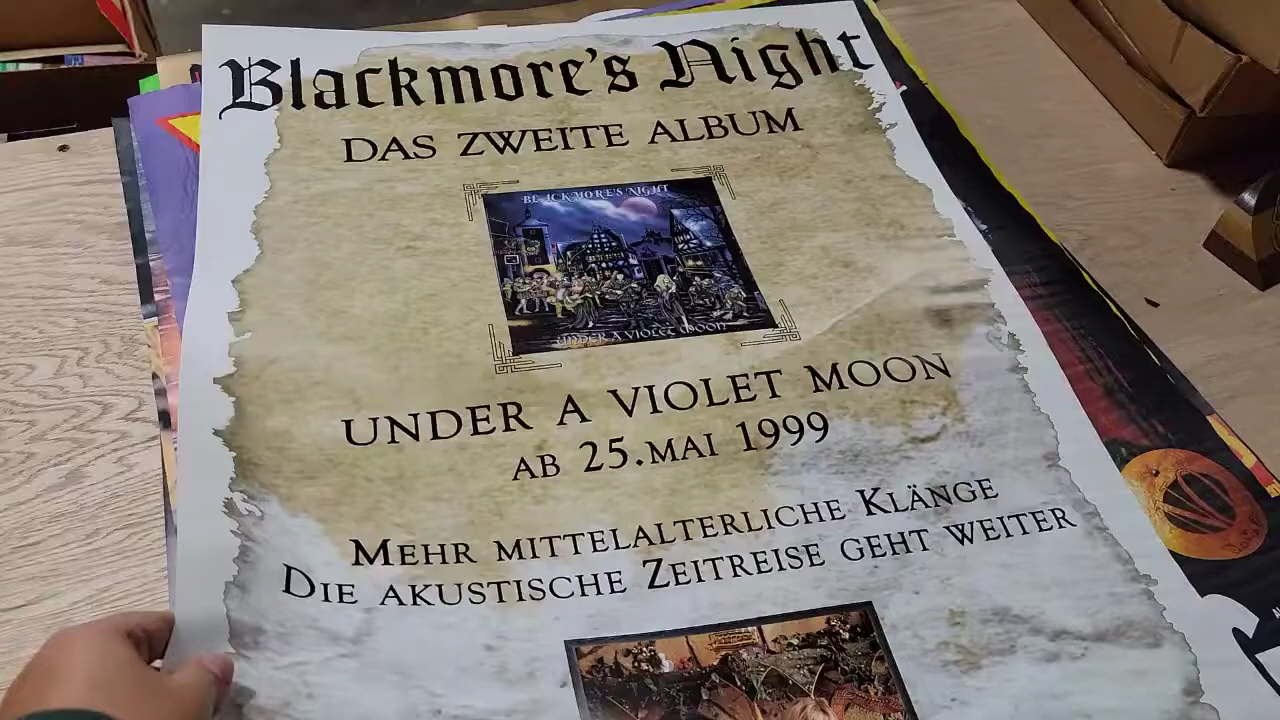 Blackmore's Night
DAS ZWEITE ALBUM
BLACKMORE'S NIGHT
UNDER A VIOLET MOON
UNDER A VIOLET MOON
AB 25.MAI 1999
MEHR MITTELALTERLICHE KLÄNGE
DIE AKUSTISCHE ZEITREISE GEHT WEITER